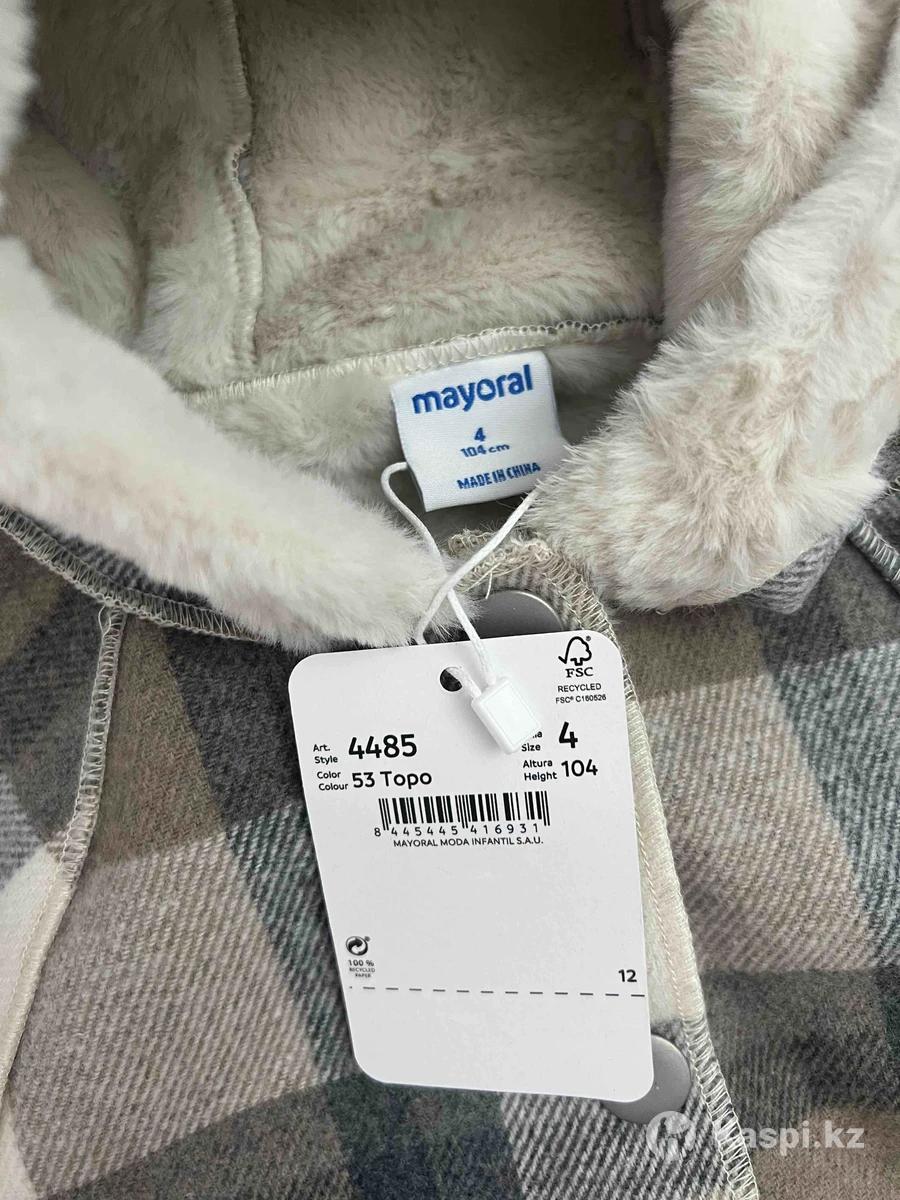 mayoral
4
104 cm
MADE IN CHINA
FSC
RECYCLED
FSC® C160526
Art.
Style 4485
Size 4
Color
Colour 53 Topo
Altura
Height 104
8 445445 416931
MAYORAL MODA INFANTIL S.A.U.
100 %
RECYCLED
PAPER
12
kaspi.kz